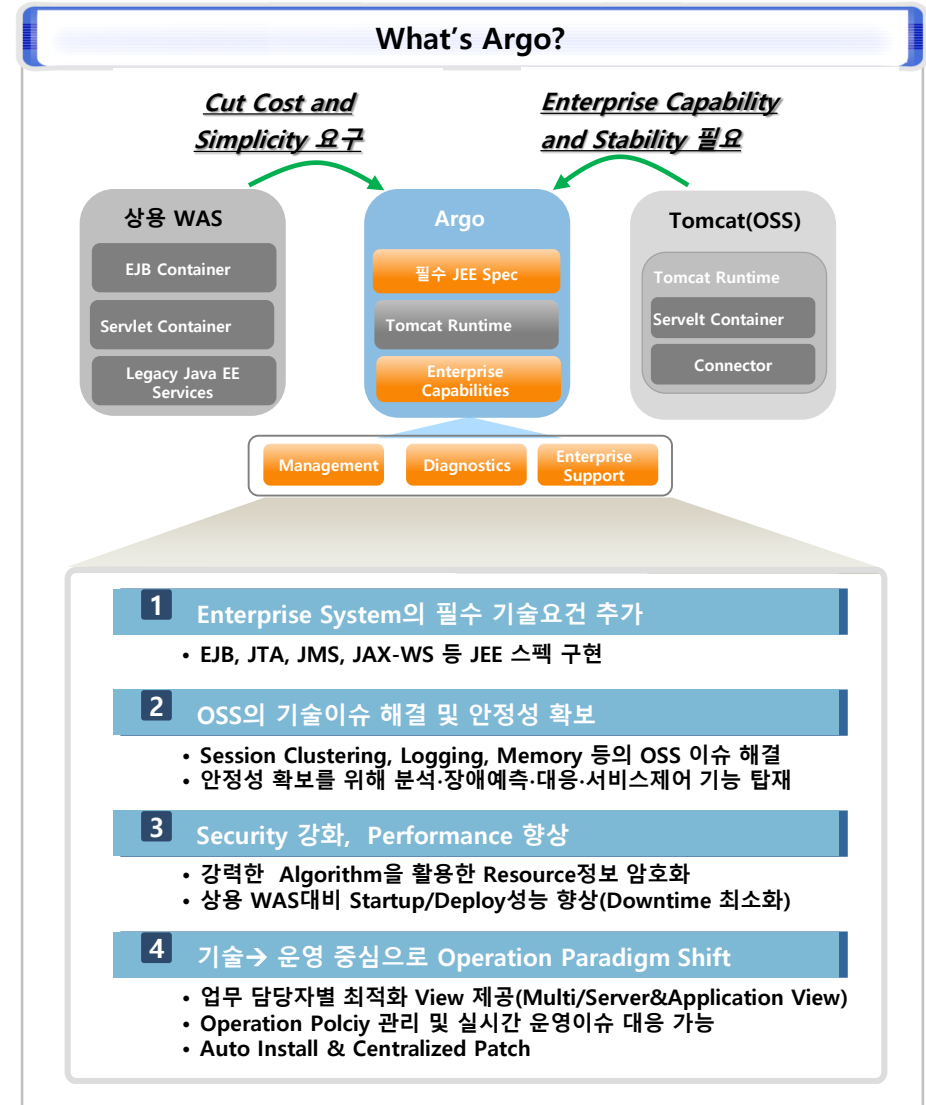 What's Argo?
Cut Cost and
Simplicity 요구
Enterprise Capability
and Stability 필요
상용 WAS
EJB Container
Servlet Container
Legacy Java EE
Services
Argo
필수 JEE Spec
Tomcat Runtime
Enterprise
Capabilities
Tomcat(OSS)
Tomcat Runtime
Servelt Container
Connector
Management
Diagnostics
Enterprise
Support
1 Enterprise System의 필수 기술요건 추가
• EJB, JTA, JMS, JAX-WS 등 JEE 스펙 구현
2 OSS의 기술이슈 해결 및 안정성 확보
• Session Clustering, Logging, Memory 등의 OSS 이슈 해결
• 안정성 확보를 위해 분석·장애예측·대응·서비스제어 기능 탑재
3 Security 강화, Performance 향상
• 강력한 Algorithm을 활용한 Resource정보 암호화
• 상용 WAS대비 Startup/Deploy성능 향상(Downtime 최소화)
4 기술→ 운영 중심으로 Operation Paradigm Shift
• 업무 담당자별 최적화 View 제공(Multi/Server&Application View)
• Operation Polciy 관리 및 실시간 운영이슈 대응 가능
• Auto Install & Centralized Patch